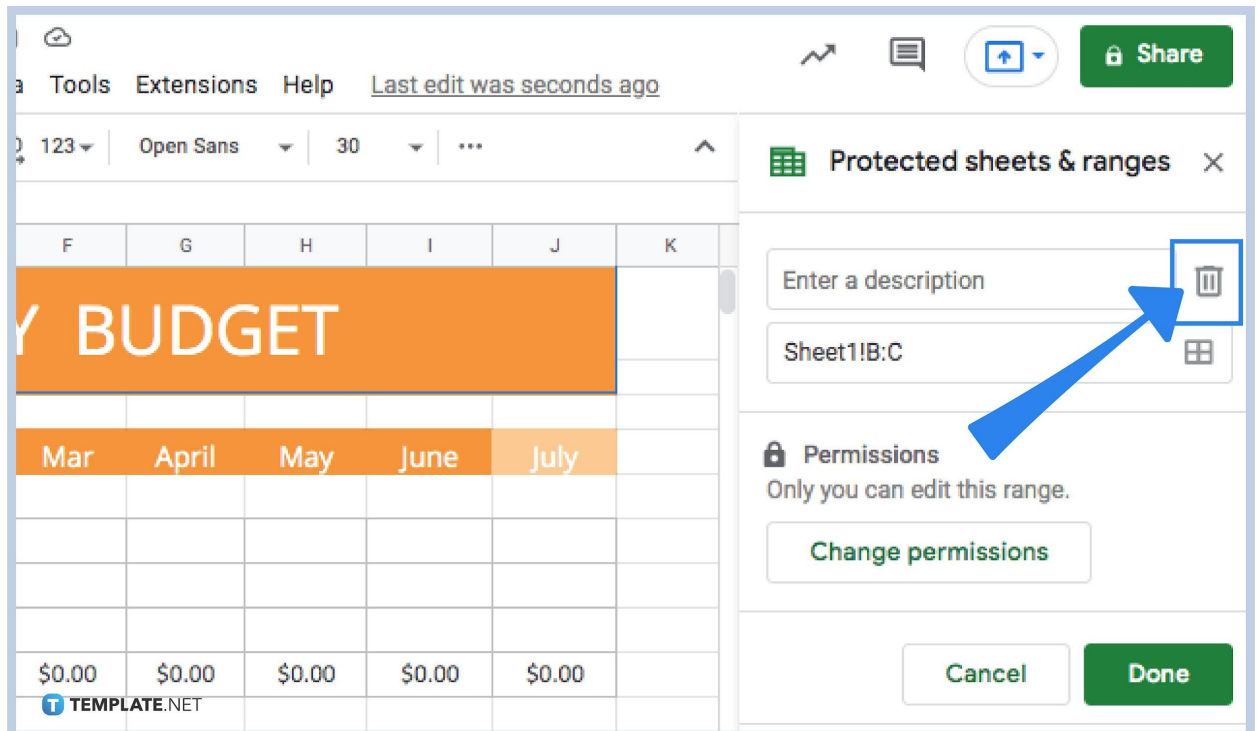 Share
a Tools Extensions Help Last edit was seconds ago
123 Open Sans 30
Protected sheets & ranges
F G H I J K
Enter a description
Y BUDGET
Sheet1!B:C
Mar April May June July
Permissions
Only you can edit this range.
Change permissions
$0.00 $0.00 $0.00 $0.00 $0.00
Cancel Done
T TEMPLATE.NET